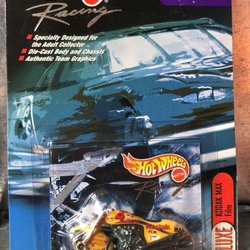 Racing
Specially Designed for
the Adult Collector
Die-Cast Body and Chassis
Authentic Team Graphics
Hot Wheels
KODAK MAX
Film